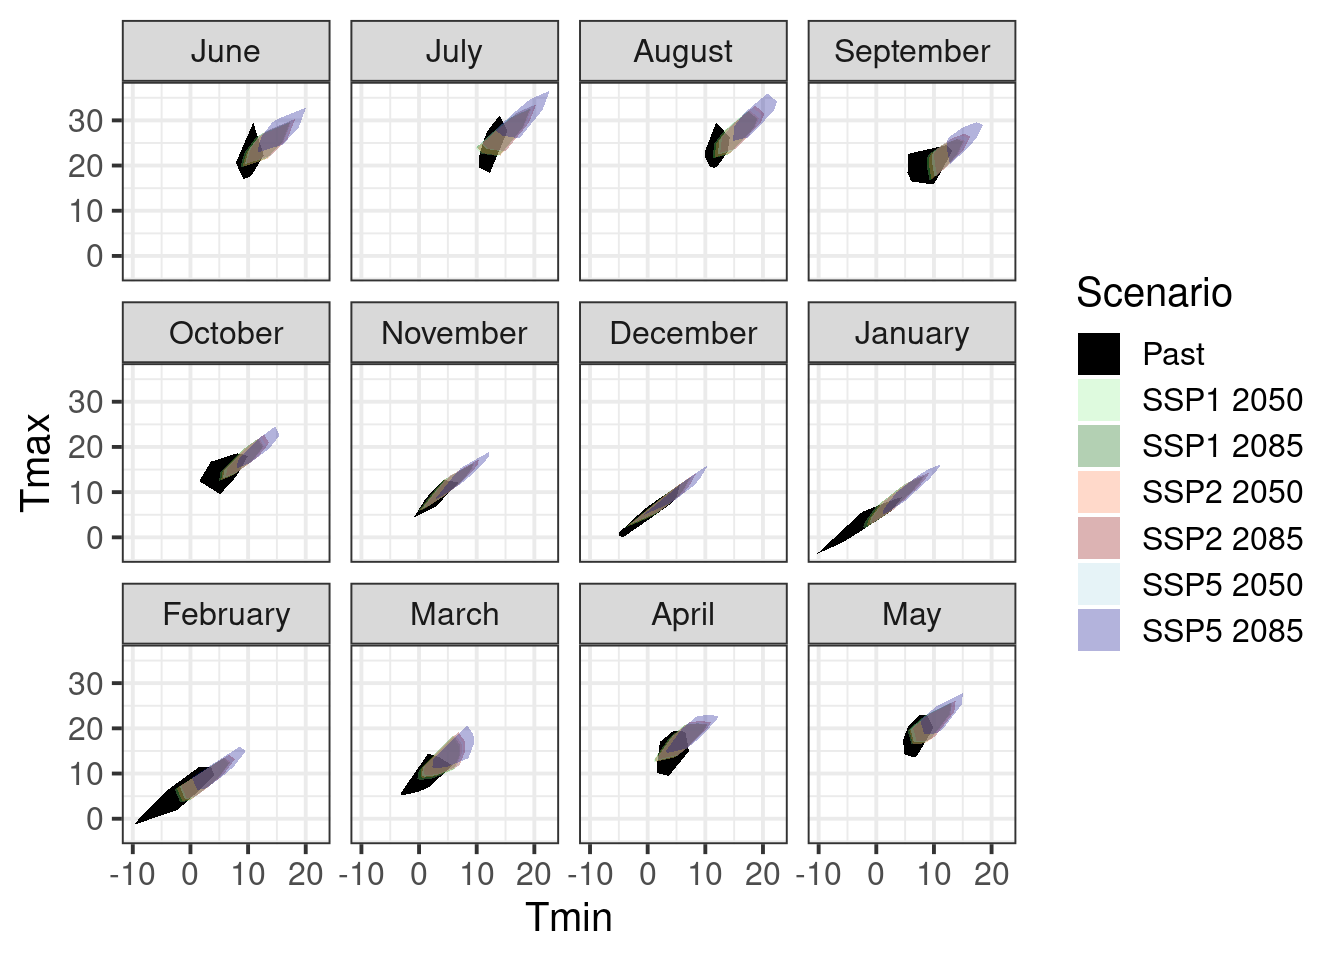 June July August September
30
20
10
0
October November December January
30
20
10
0
Tmax
February March April May
30
20
10
0
-10 0 10 20 -10 0 10 20 -10 0 10 20 -10 0 10 20
Tmin
Scenario
Past
SSP1 2050
SSP1 2085
SSP2 2050
SSP2 2085
SSP5 2050
SSP5 2085